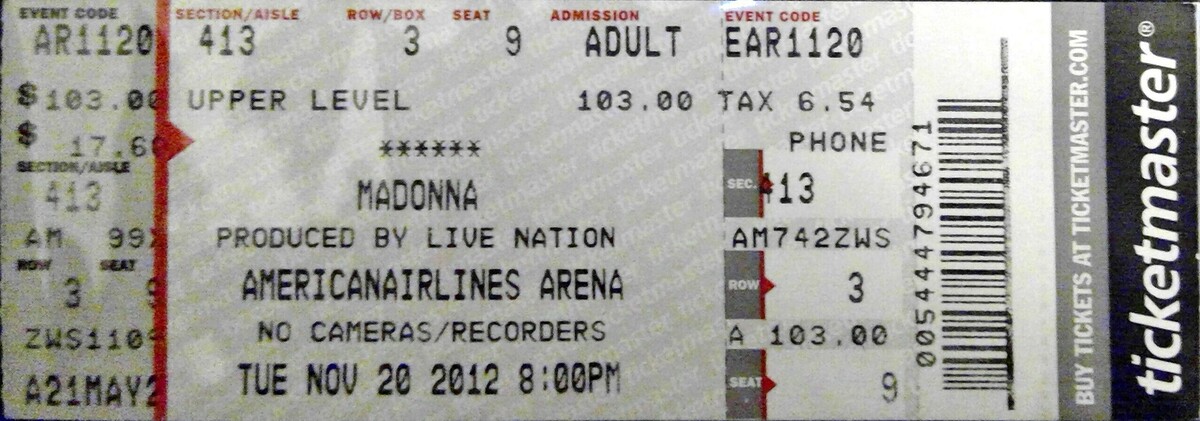 EVENT CODE
AR1120
$ 103.00
$ 17.60
SECTION/AISLE
413
AM 99X
ROW SEAT
3 9
ZWS1109
A21MAY2
SECTION/AISLE ROW/BOX SEAT ADMISSION
413 3 9 ADULT
UPPER LEVEL 103.00
******
MADONNA
PRODUCED BY LIVE NATION
AMERICANAIRLINES ARENA
NO CAMERAS/RECORDERS
TUE NOV 20 2012 8:00PM
EVENT CODE
EAR1120
TAX 6.54
PHONE
SEC. 413
AM742ZWS
ROW 3
A 103.00
SEAT 9
005444794671
BUY TICKETS AT TICKETMASTER.COM
ticketmaster®